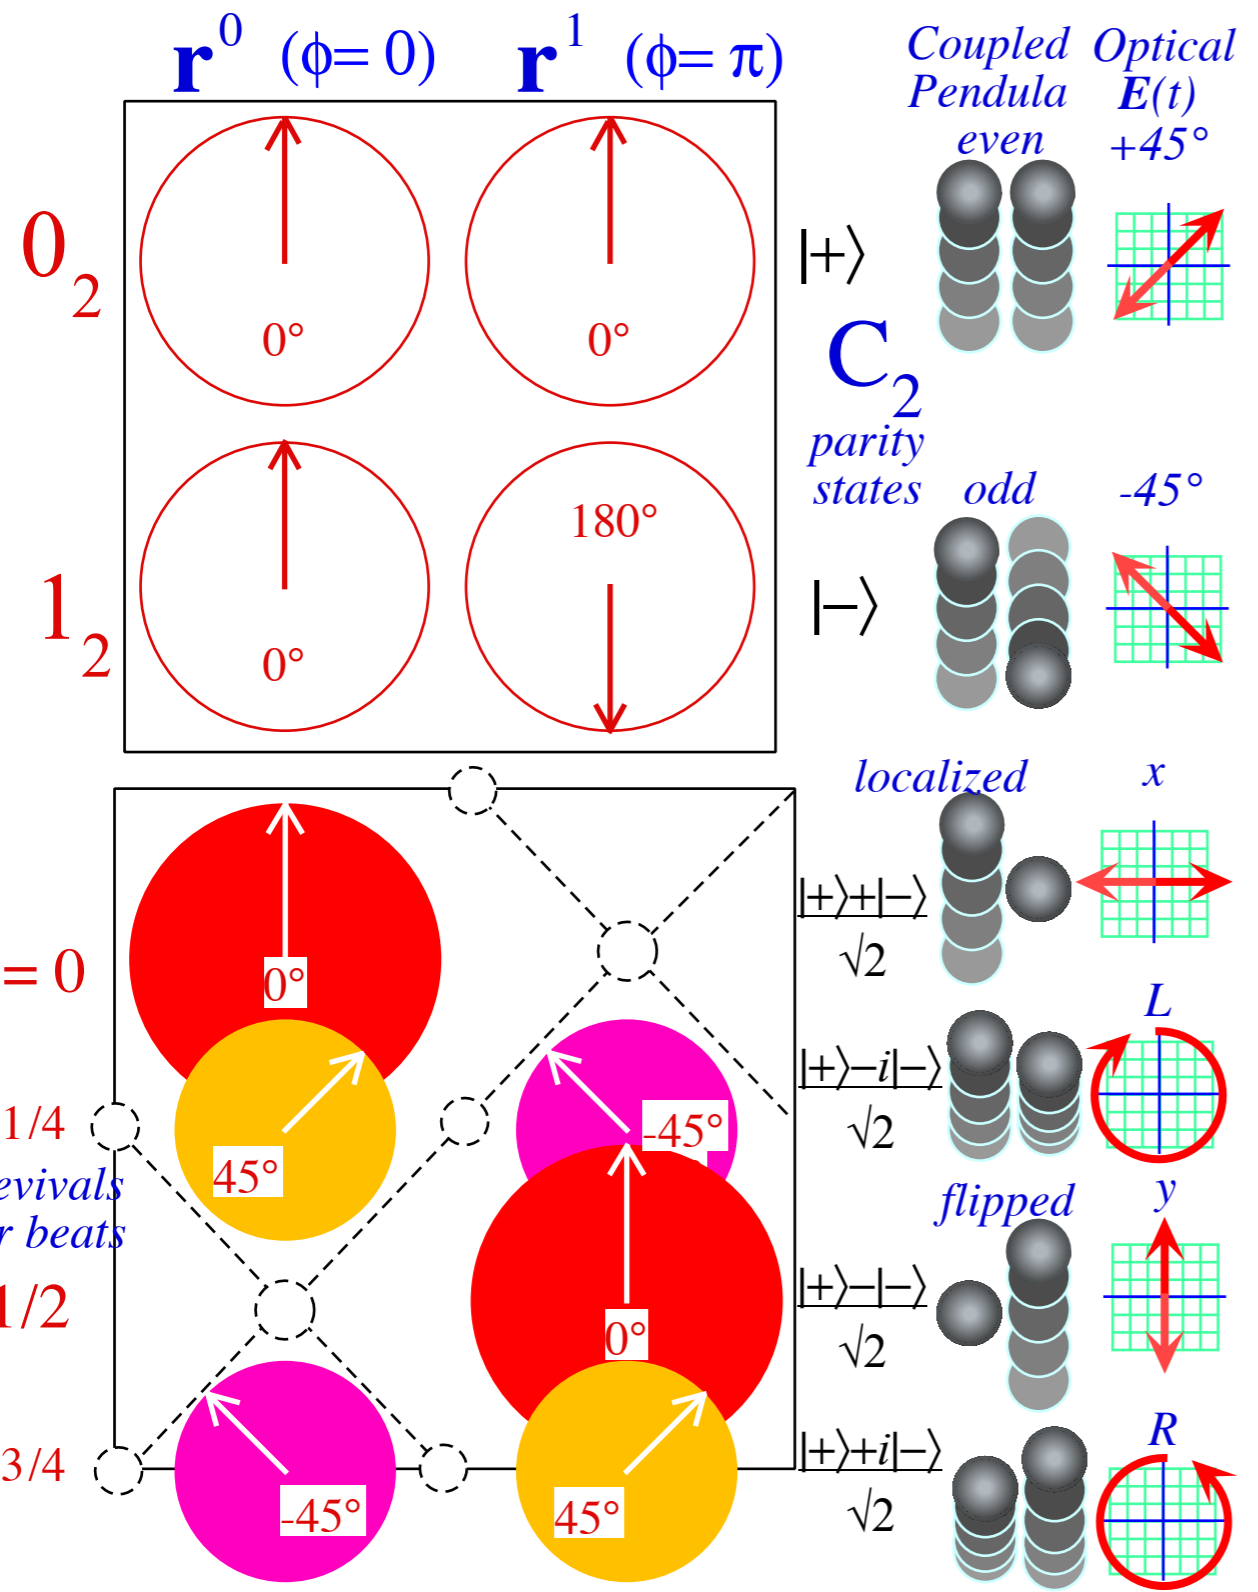 r⁰ (ϕ= 0) r¹ (ϕ= π)
Coupled Optical
Pendula E(t)
even +45°
0₂
0° 0°
|+⟩
C₂
parity
states odd -45°
180°
1₂
0°
|−⟩
localized x
= 0
0°
|+⟩+|−⟩
√2
L
1/4
45° -45°
|+⟩−i|−⟩
√2
evivals
r beats
flipped y
1/2
0°
|+⟩−|−⟩
√2
R
3/4
-45° 45°
|+⟩+i|−⟩
√2